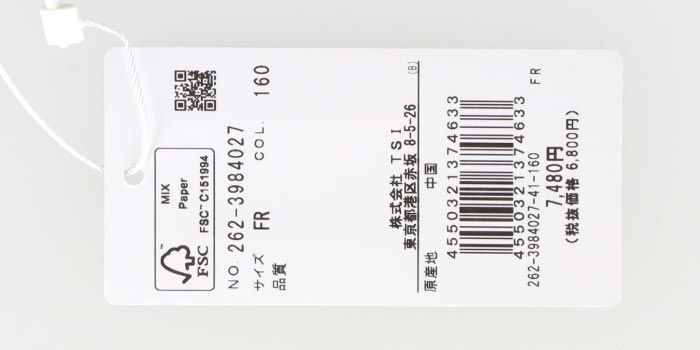 MIX
Paper
FSC™ C151994
FSC™
NO. 262-3984027
サイズ FR COL. 160
品質
株式会社 TSI
東京都港区赤坂 8-5-26
(B)
原産地 中国
4550321374633
4550321374633
262-3984027-41-160 FR
7,480円
(税抜価格 6,800円)